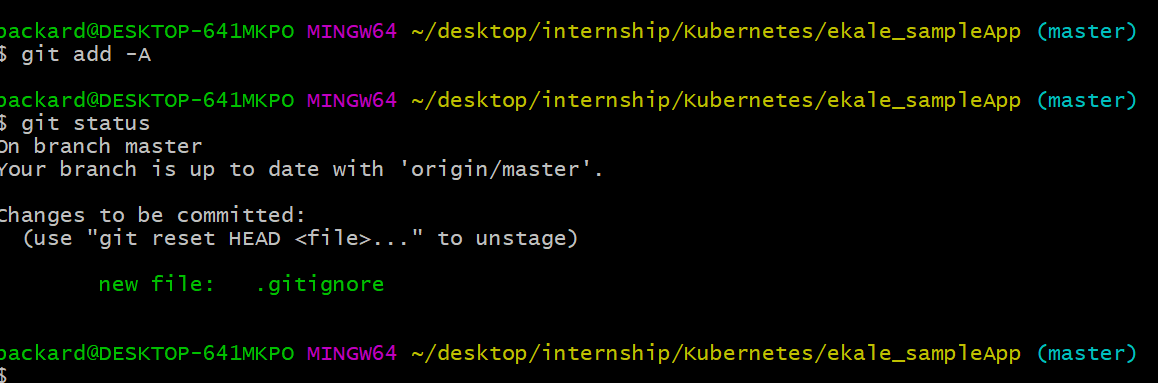 packard@DESKTOP-641MKPO MINGW64 ~/desktop/internship/Kubernetes/ekale_sampleApp (master)
$ git add -A
packard@DESKTOP-641MKPO MINGW64 ~/desktop/internship/Kubernetes/ekale_sampleApp (master)
$ git status
On branch master
Your branch is up to date with 'origin/master'.
Changes to be committed:
  (use "git reset HEAD <file>..." to unstage)
        new file:   .gitignore
packard@DESKTOP-641MKPO MINGW64 ~/desktop/internship/Kubernetes/ekale_sampleApp (master)
$